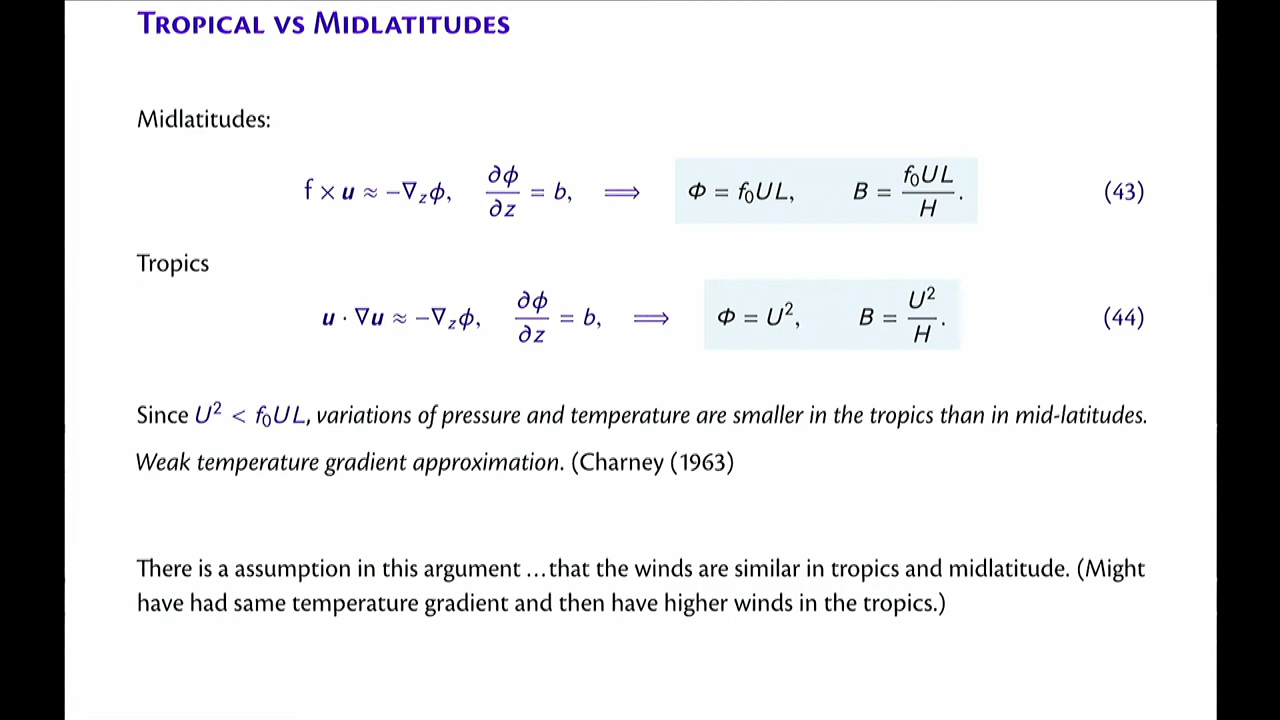 TROPICAL VS MIDLATITUDES
Midlatitudes:
f × u ≈ −∇_z ϕ, ∂ϕ/∂z = b, ⟹ Φ = f₀UL, B = f₀UL/H. (43)
Tropics
u · ∇u ≈ −∇_z ϕ, ∂ϕ/∂z = b, ⟹ Φ = U², B = U²/H. (44)
Since U² < f₀UL, variations of pressure and temperature are smaller in the tropics than in mid-latitudes.
Weak temperature gradient approximation. (Charney (1963)
There is a assumption in this argument ...that the winds are similar in tropics and midlatitude. (Might
have had same temperature gradient and then have higher winds in the tropics.)